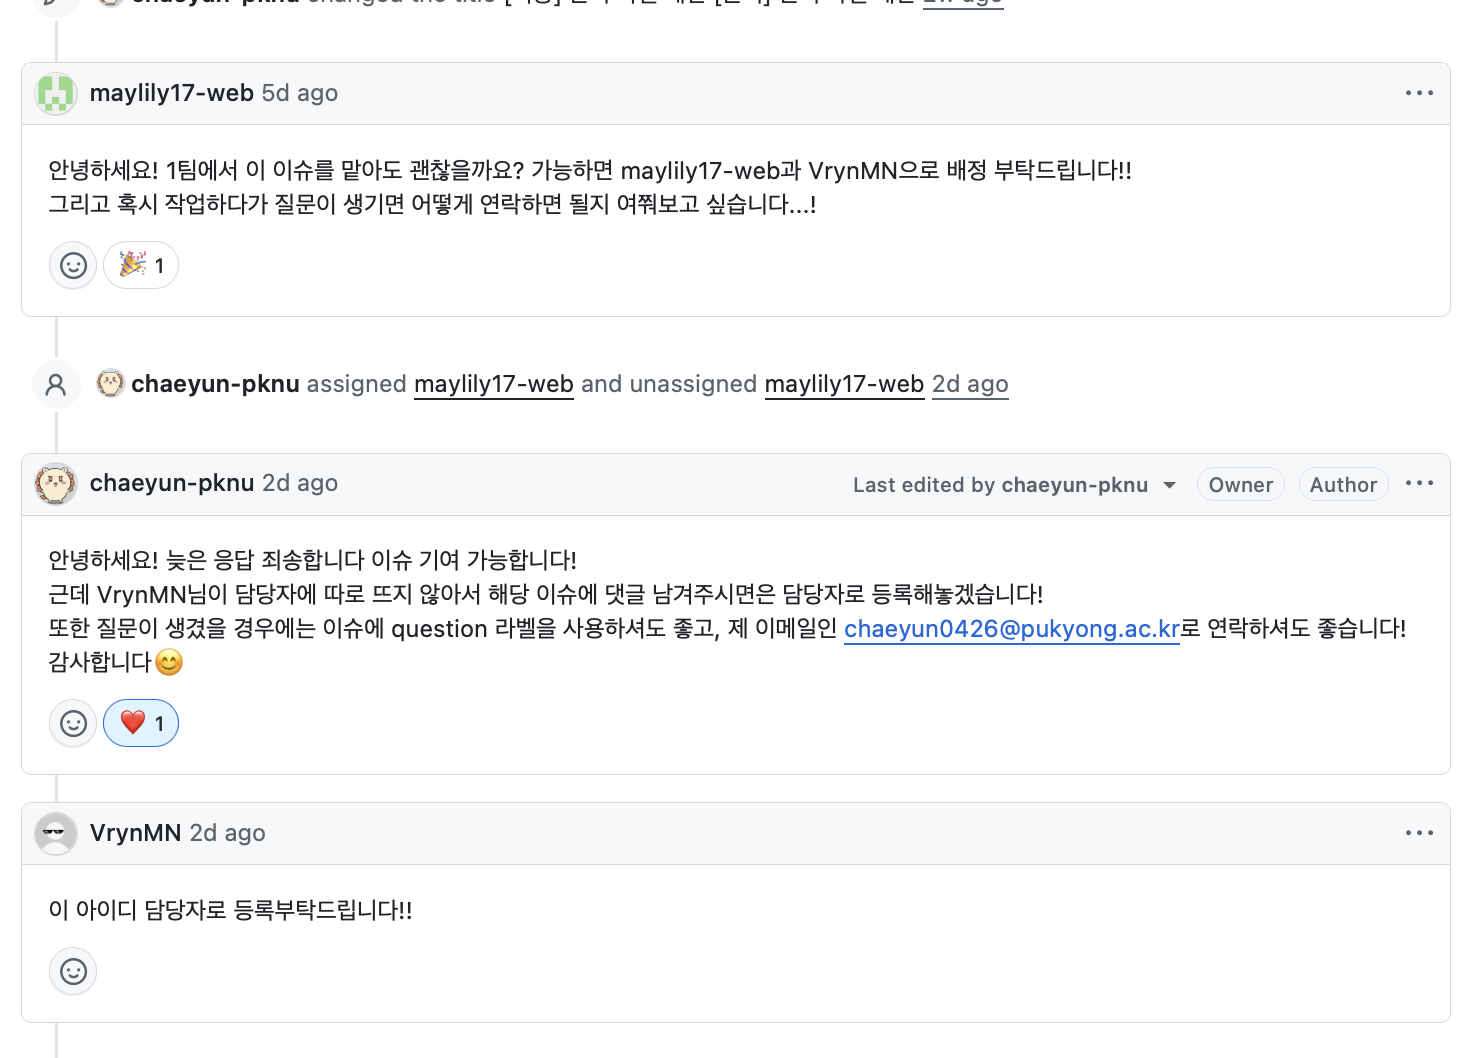 maylily17-web 5d ago
안녕하세요! 1팀에서 이 이슈를 맡아도 괜찮을까요? 가능하면 maylily17-web과 VrynMN으로 배정 부탁드립니다!!
그리고 혹시 작업하다가 질문이 생기면 어떻게 연락하면 될지 여쭤보고 싶습니다...!
🎉 1
chaeyun-pknu assigned maylily17-web and unassigned maylily17-web 2d ago
chaeyun-pknu 2d ago Last edited by chaeyun-pknu Owner Author
안녕하세요! 늦은 응답 죄송합니다 이슈 기여 가능합니다!
근데 VrynMN님이 담당자에 따로 뜨지 않아서 해당 이슈에 댓글 남겨주시면은 담당자로 등록해놓겠습니다!
또한 질문이 생겼을 경우에는 이슈에 question 라벨을 사용하셔도 좋고, 제 이메일인 chaeyun0426@pukyong.ac.kr로 연락하셔도 좋습니다!
감사합니다😊
❤️ 1
VrynMN 2d ago
이 아이디 담당자로 등록부탁드립니다!!